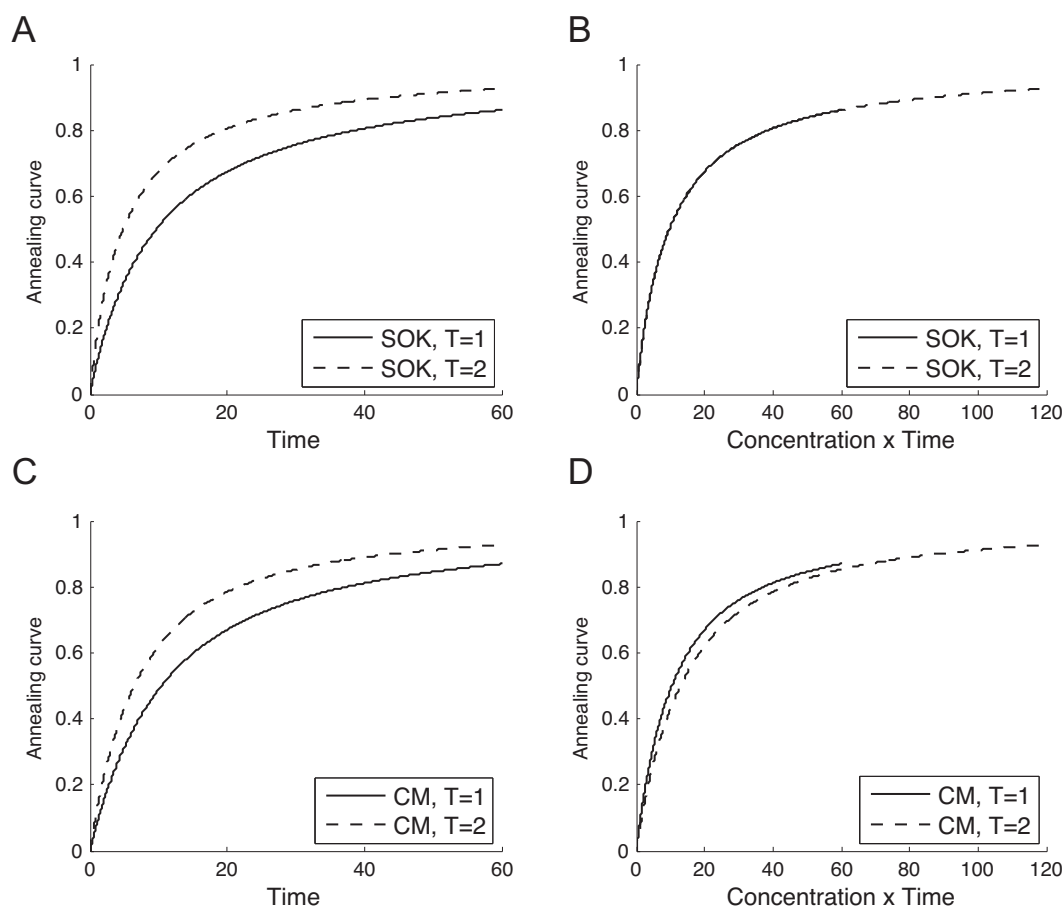 A
Annealing curve
1
0.8
0.6
0.4
0.2
0
0 20 40 60
Time
SOK, T=1
SOK, T=2
B
Annealing curve
1
0.8
0.6
0.4
0.2
0
0 20 40 60 80 100 120
Concentration x Time
SOK, T=1
SOK, T=2
C
Annealing curve
1
0.8
0.6
0.4
0.2
0
0 20 40 60
Time
CM, T=1
CM, T=2
D
Annealing curve
1
0.8
0.6
0.4
0.2
0
0 20 40 60 80 100 120
Concentration x Time
CM, T=1
CM, T=2